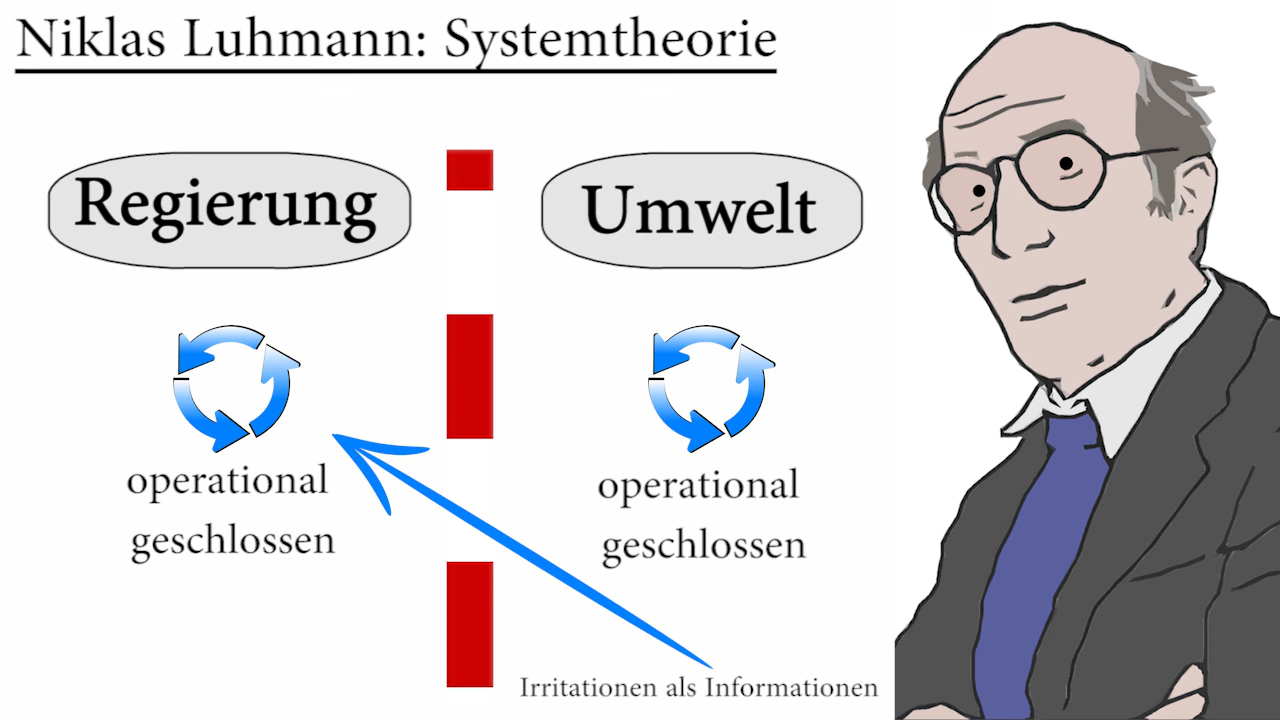 Niklas Luhmann: Systemtheorie
Regierung
Umwelt
operational
geschlossen
operational
geschlossen
Irritationen als Informationen